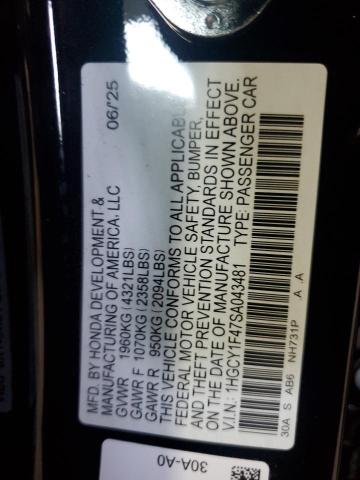 MFD. BY HONDA DEVELOPMENT & 06/25
MANUFACTURING OF AMERICA, LLC
GVWR 1960KG (4321LBS)
GAWR F 1070KG (2358LBS)
GAWR R 950KG (2094LBS)
THIS VEHICLE CONFORMS TO ALL APPLICABLE
FEDERAL MOTOR VEHICLE SAFETY, BUMPER,
AND THEFT PREVENTION STANDARDS IN EFFECT
ON THE DATE OF MANUFACTURE SHOWN ABOVE.
V.I.N.: 1HGCY1F47SA043481 TYPE: PASSENGER CAR
30A S AB6 NH731P A A
30A-A0